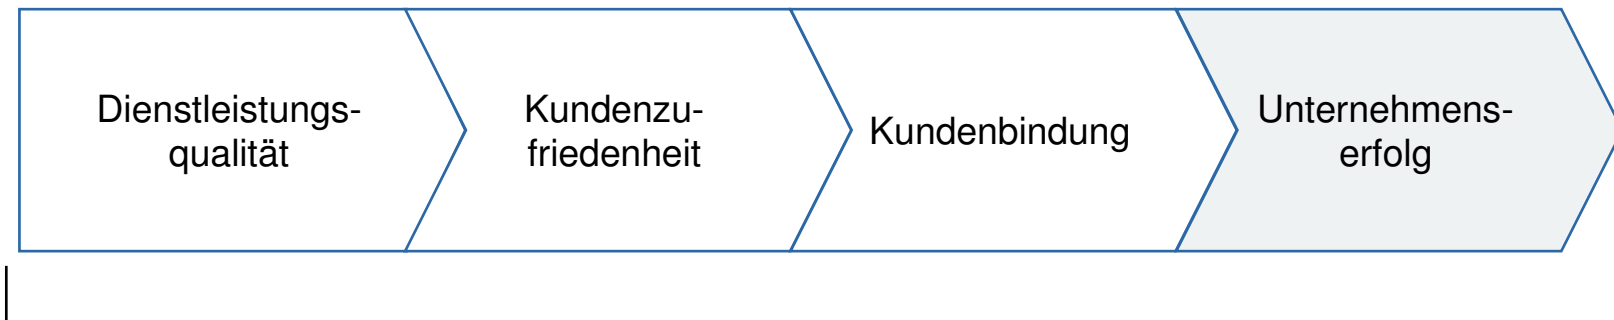 Dienstleistungs-
qualität
Kundenzu-
friedenheit
Kundenbindung
Unternehmens-
erfolg